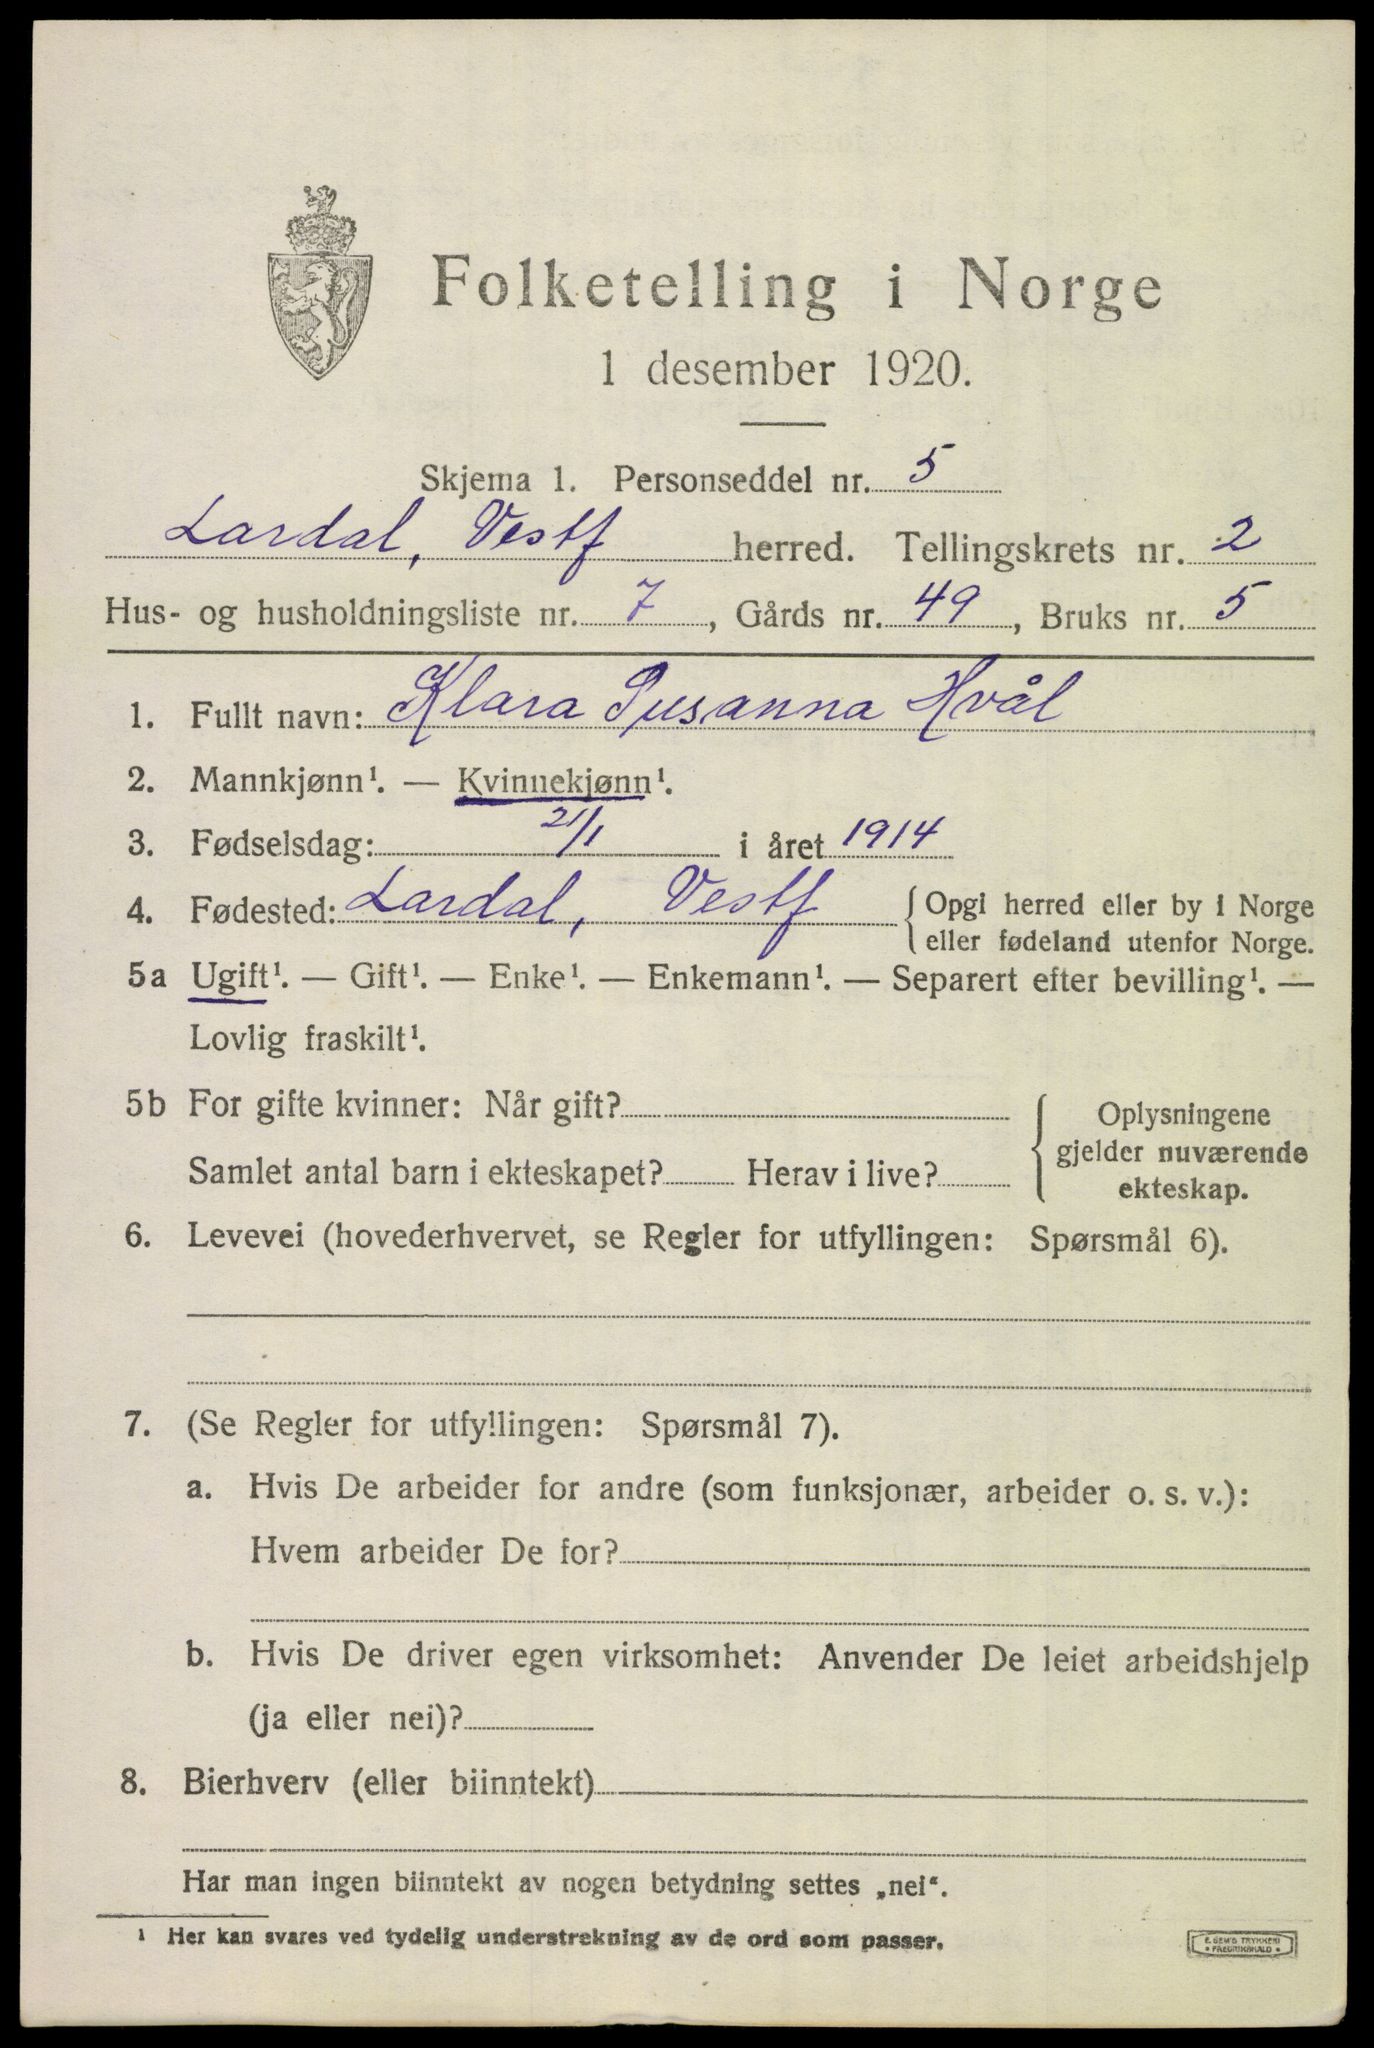 Folketelling i Norge
1 desember 1920.
Skjema 1. Personseddel nr. 5
Lardal, Vestf herred. Tellingskrets nr. 2
Hus- og husholdningsliste nr. 7, Gårds nr. 49, Bruks nr. 5
1. Fullt navn: Klara Susanna Hvål
2. Mannkjønn¹. — Kvinnekjønn¹.
3. Fødselsdag: 21/1 i året 1914
4. Fødested: Lardal, Vestf { Opgi herred eller by i Norge
eller fødeland utenfor Norge.
5a Ugift¹. — Gift¹. — Enke¹. — Enkemann¹. — Separert efter bevilling¹. —
Lovlig fraskilt¹.
5b For gifte kvinner: Når gift? { Oplysningene
gjelder nuværende
Samlet antal barn i ekteskapet? Herav i live? ekteskap.
6. Levevei (hovederhvervet, se Regler for utfyllingen: Spørsmål 6).
7. (Se Regler for utfyllingen: Spørsmål 7).
a. Hvis De arbeider for andre (som funksjonær, arbeider o. s. v.):
Hvem arbeider De for?
b. Hvis De driver egen virksomhet: Anvender De leiet arbeidshjelp
(ja eller nei)?
8. Bierhverv (eller biinntekt)
Har man ingen biinntekt av nogen betydning settes „nei“.
¹ Her kan svares ved tydelig understrekning av de ord som passer.
E. SEM'S TRYKKERI
• FREDRIKSHALD •